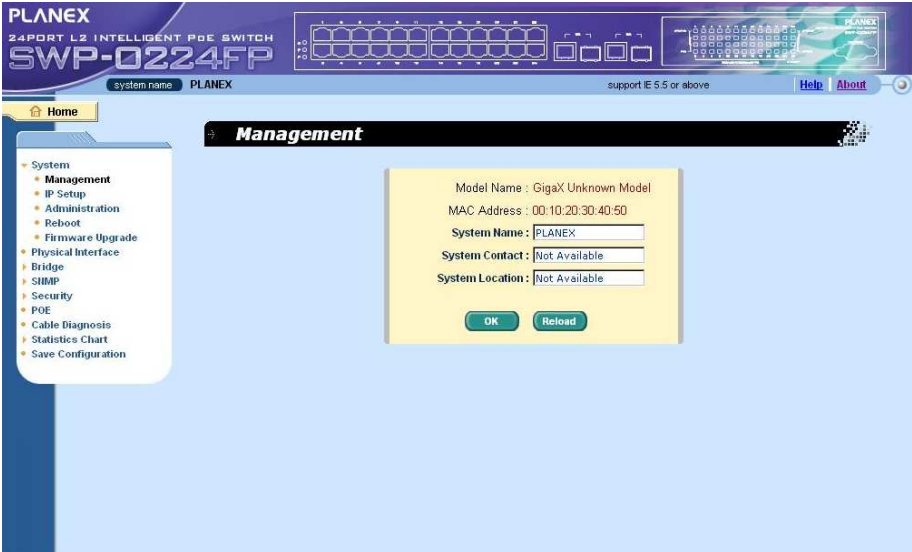 PLANEX
24PORT L2 INTELLIGENT PoE SWITCH
SWP-0224FP
PLANEX
system name PLANEX
support IE 5.5 or above
Help About
Home
Management
System
Management
IP Setup
Administration
Reboot
Firmware Upgrade
Physical Interface
Bridge
SNMP
Security
POE
Cable Diagnosis
Statistics Chart
Save Configuration
Model Name : GigaX Unknown Model
MAC Address : 00:10:20:30:40:50
System Name : PLANEX
System Contact : Not Available
System Location : Not Available
OK Reload